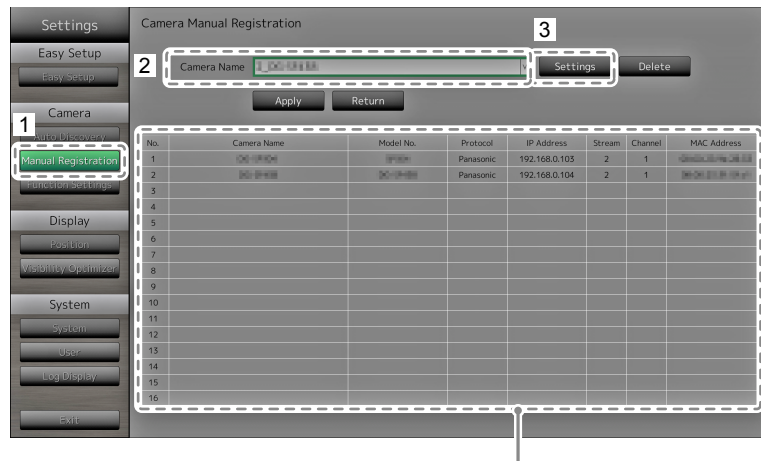 Settings
Easy Setup
Easy Setup
Camera
1
Auto Discovery
Manual Registration
Function Settings
Display
Position
Visibility Optimizer
System
System
User
Log Display
Exit
Camera Manual Registration
2
Camera Name
3
Settings
Delete
Apply
Return
No. Camera Name Model No. Protocol IP Address Stream Channel MAC Address
1 Panasonic 192.168.0.103 2 1
2 Panasonic 192.168.0.104 2 1
3
4
5
6
7
8
9
10
11
12
13
14
15
16